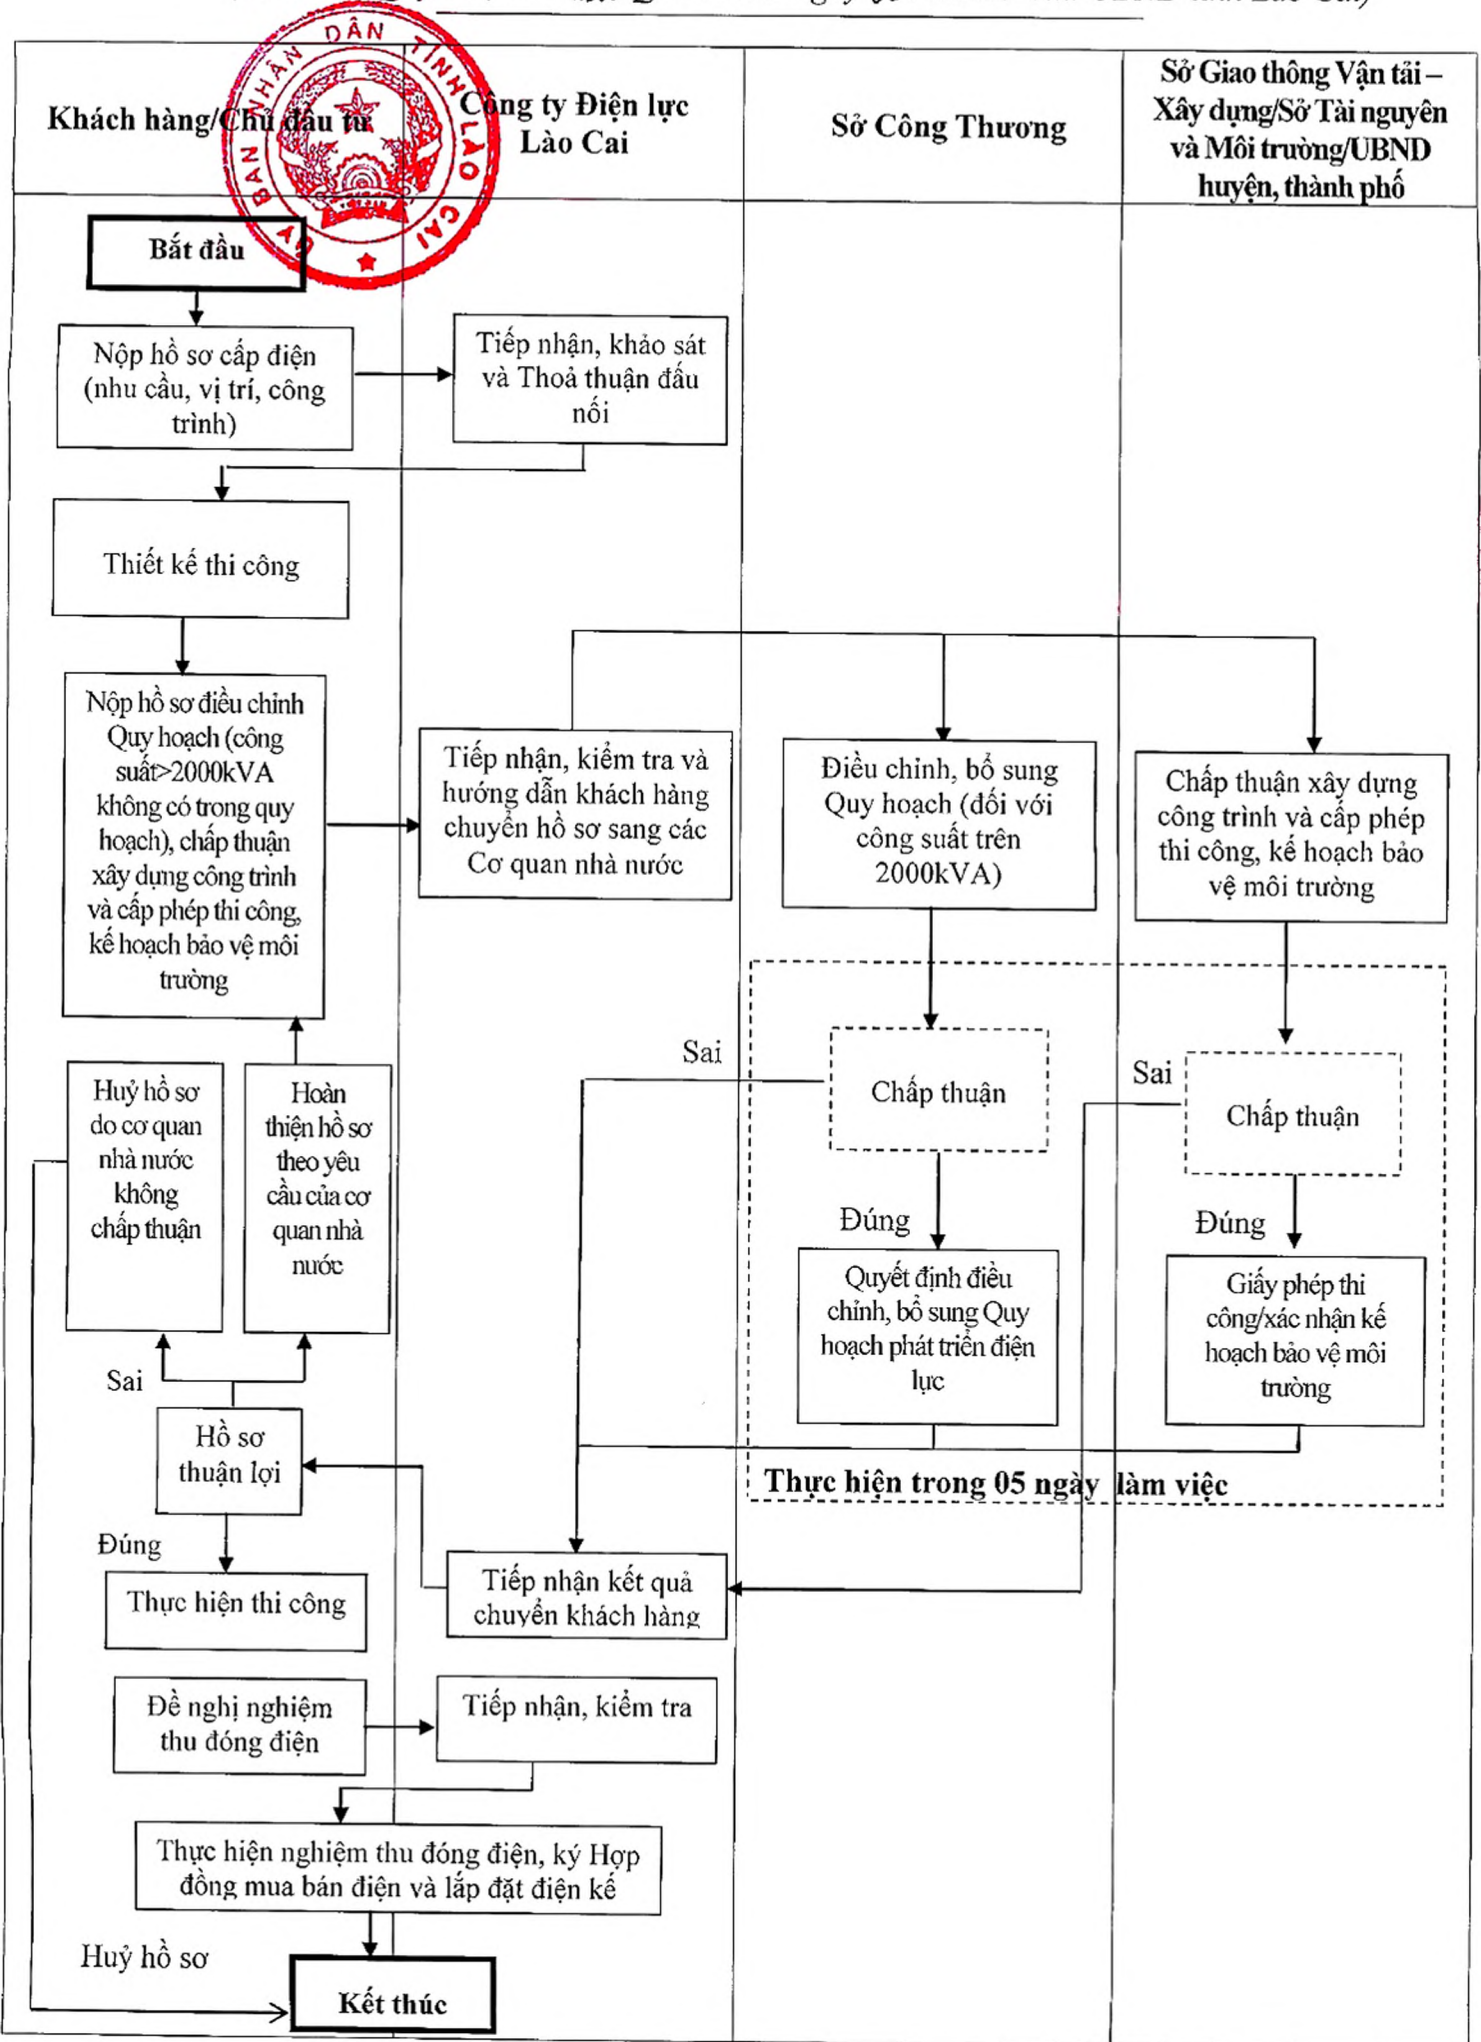 Khách hàng/Chủ đầu tư
Công ty Điện lực
Lào Cai
Sở Công Thương
Sở Giao thông Vận tải –
Xây dựng/Sở Tài nguyên
và Môi trường/UBND
huyện, thành phố
ỦY BAN NHÂN DÂN TỈNH LÀO CAI
Bắt đầu
Nộp hồ sơ cấp điện
(nhu cầu, vị trí, công
trình)
Tiếp nhận, khảo sát
và Thoả thuận đấu
nối
Thiết kế thi công
Nộp hồ sơ điều chỉnh
Quy hoạch (công
suất>2000kVA
không có trong quy
hoạch), chấp thuận
xây dựng công trình
và cấp phép thi công,
kế hoạch bảo vệ môi
trường
Tiếp nhận, kiểm tra và
hướng dẫn khách hàng
chuyển hồ sơ sang các
Cơ quan nhà nước
Điều chỉnh, bổ sung
Quy hoạch (đối với
công suất trên
2000kVA)
Chấp thuận xây dựng
công trình và cấp phép
thi công, kế hoạch bảo
vệ môi trường
Sai
Chấp thuận
Sai
Chấp thuận
Huỷ hồ sơ
do cơ quan
nhà nước
không
chấp thuận
Hoàn
thiện hồ sơ
theo yêu
cầu của cơ
quan nhà
nước
Đúng
Đúng
Quyết định điều
chỉnh, bổ sung Quy
hoạch phát triển điện
lực
Giấy phép thi
công/xác nhận kế
hoạch bảo vệ môi
trường
Sai
Hồ sơ
thuận lợi
Thực hiện trong 05 ngày làm việc
Đúng
Thực hiện thi công
Tiếp nhận kết quả
chuyển khách hàng
Đề nghị nghiệm
thu đóng điện
Tiếp nhận, kiểm tra
Thực hiện nghiệm thu đóng điện, ký Hợp
đồng mua bán điện và lắp đặt điện kế
Huỷ hồ sơ
Kết thúc